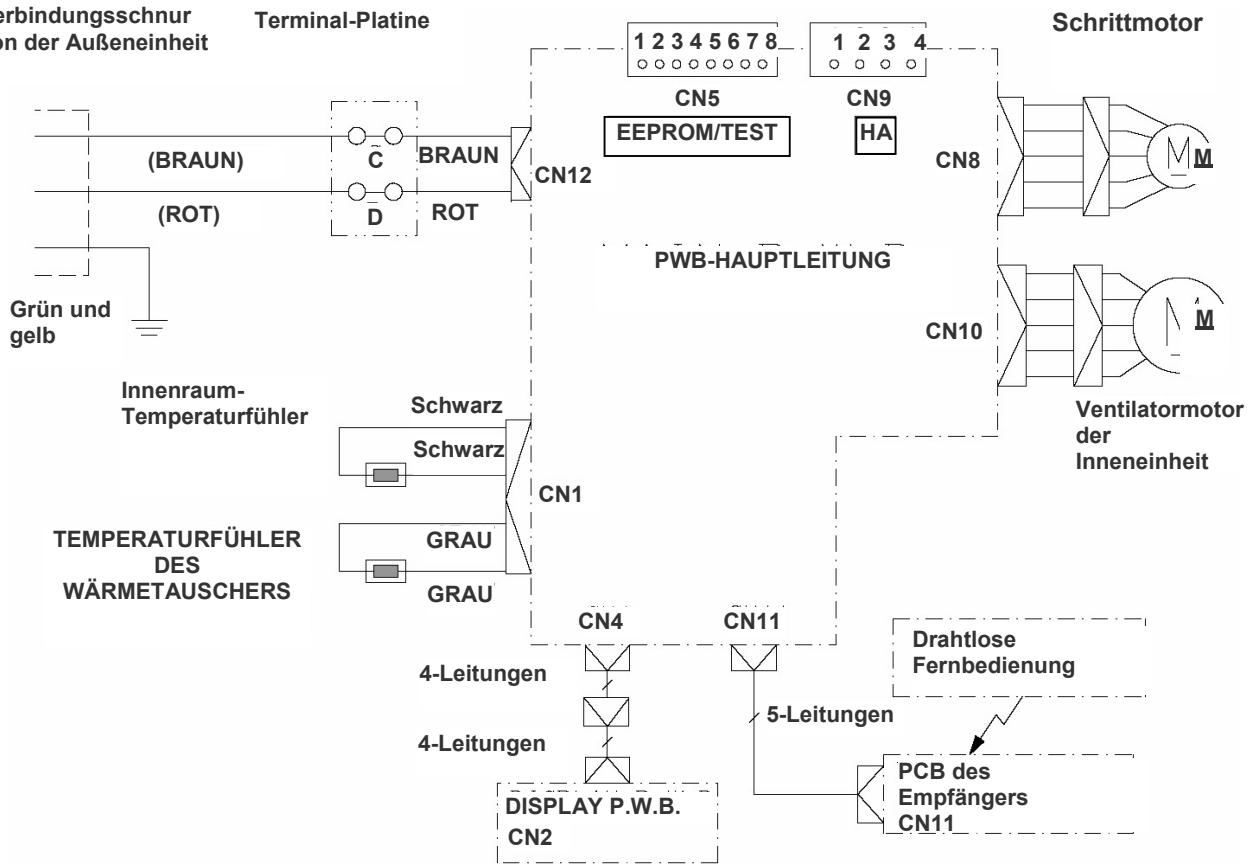 erbindungsschnur
on der Außeneinheit
Terminal-Platine
Schrittmotor
1 2 3 4 5 6 7 8
1 2 3 4
CN5
CN9
EEPROM/TEST
HA
(BRAUN)
C
BRAUN
CN12
CN8
M
(ROT)
D
ROT
PWB-HAUPTLEITUNG
Grün und
gelb
CN10
M
Innenraum-
Temperaturfühler
Schwarz
Schwarz
CN1
Ventilatormotor
der
Inneneinheit
TEMPERATURFÜHLER
DES
WÄRMETAUSCHERS
GRAU
GRAU
CN4
CN11
Drahtlose
Fernbedienung
4-Leitungen
5-Leitungen
4-Leitungen
DISPLAY P.W.B.
CN2
PCB des
Empfängers
CN11